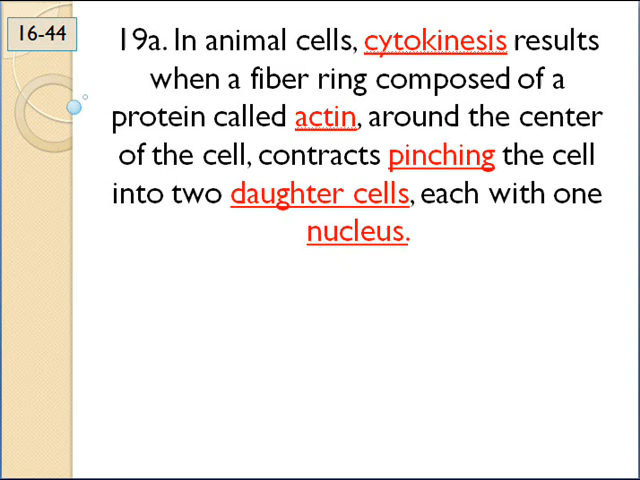 16-44
19a. In animal cells, cytokinesis results
when a fiber ring composed of a
protein called actin, around the center
of the cell, contracts pinching the cell
into two daughter cells, each with one
nucleus.